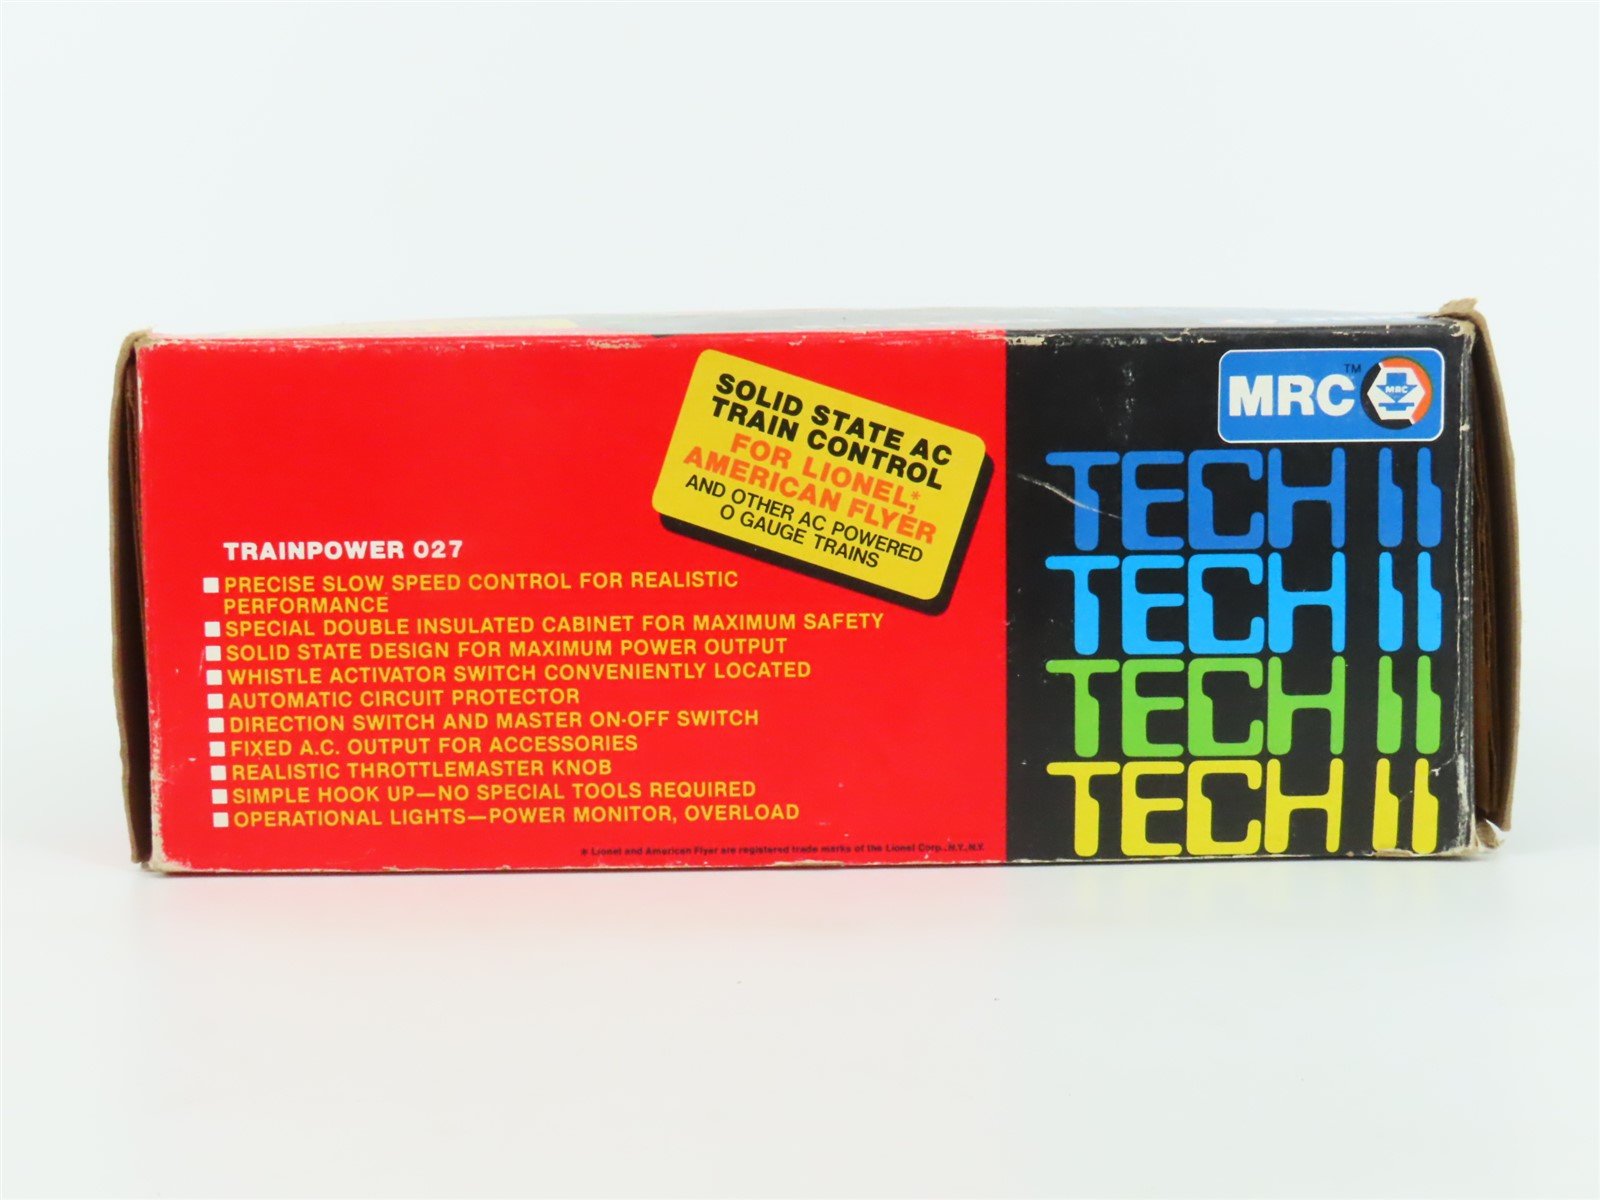 SOLID STATE AC
TRAIN CONTROL
FOR LIONEL,*
AMERICAN FLYER
AND OTHER AC POWERED
O GAUGE TRAINS
TRAINPOWER 027
PRECISE SLOW SPEED CONTROL FOR REALISTIC
PERFORMANCE
SPECIAL DOUBLE INSULATED CABINET FOR MAXIMUM SAFETY
SOLID STATE DESIGN FOR MAXIMUM POWER OUTPUT
WHISTLE ACTIVATOR SWITCH CONVENIENTLY LOCATED
AUTOMATIC CIRCUIT PROTECTOR
DIRECTION SWITCH AND MASTER ON-OFF SWITCH
FIXED A.C. OUTPUT FOR ACCESSORIES
REALISTIC THROTTLEMASTER KNOB
SIMPLE HOOK UP—NO SPECIAL TOOLS REQUIRED
OPERATIONAL LIGHTS—POWER MONITOR, OVERLOAD
* Lionel and American Flyer are registered trade marks of the Lionel Corp., N.Y., N.Y.
MRC™ MRC
TECH II
TECH II
TECH II
TECH II